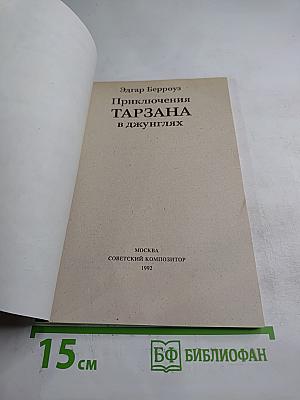 Эдгар Берроуз
Приключения
ТАРЗАНА
в джунглях
МОСКВА
СОВЕТСКИЙ КОМПОЗИТОР
1992
15 см
БФ БИБЛИОФАН